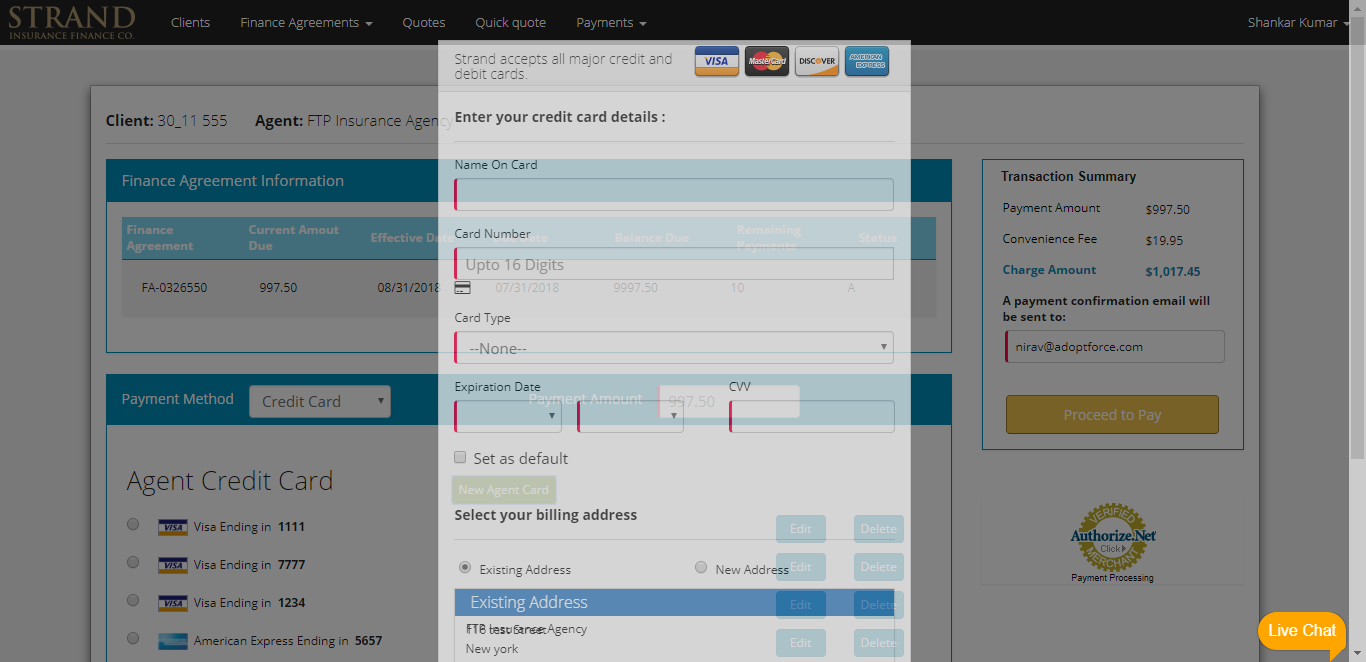 STRAND
INSURANCE FINANCE CO.
Clients
Finance Agreements
Quotes
Quick quote
Payments
Shankar Kumar
Strand accepts all major credit and
debit cards.
VISA
MasterCard
DISCOVER
AMERICAN
EXPRESS
Client: 30_11 555
Agent: FTP Insurance Agency
Enter your credit card details :
Finance Agreement Information
Name On Card
Finance
Agreement
Current Amout
Due
Effective Date
Due Date
Balance Due
Remaining
Payments
Status
Card Number
Upto 16 Digits
FA-0326550
997.50
08/31/2018
07/31/2018
9997.50
10
A
Card Type
--None--
Payment Method
Credit Card
Payment Amount
997.50
Expiration Date
CVV
Set as default
Agent Credit Card
New Agent Card
Select your billing address
VISA
Visa Ending in 1111
Edit
Delete
Existing Address
New Address
VISA
Visa Ending in 7777
Edit
Delete
Existing Address
VISA
Visa Ending in 1234
Edit
Delete
FTP Insurance Agency
116 test Street
New york
American Express Ending in 5657
Edit
Delete
Transaction Summary
Payment Amount
$997.50
Convenience Fee
$19.95
Charge Amount
$1,017.45
A payment confirmation email will
be sent to:
nirav@adoptforce.com
Proceed to Pay
VERIFIED
Authorize.Net
Click
MERCHANT
Payment Processing
Live Chat